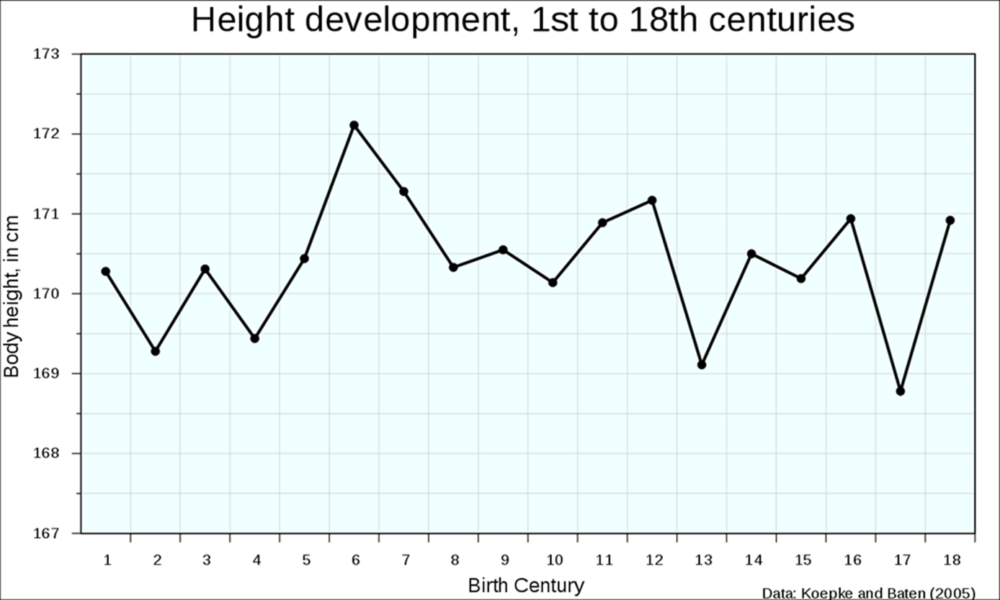 Height development, 1st to 18th centuries
173
172
171
170
169
168
167
Body height, in cm
1 2 3 4 5 6 7 8 9 10 11 12 13 14 15 16 17 18
Birth Century
Data: Koepke and Baten (2005)